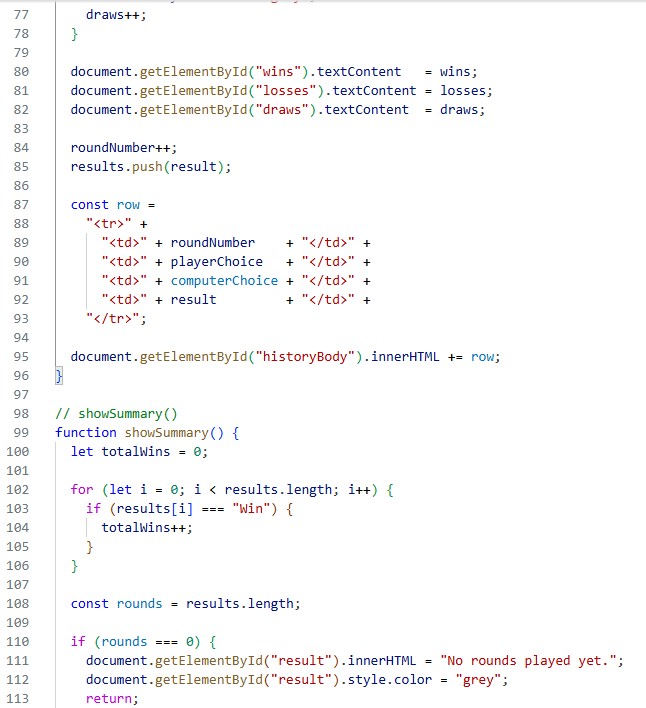 77 draws++;
78 }
79
80 document.getElementById("wins").textContent   = wins;
81 document.getElementById("losses").textContent = losses;
82 document.getElementById("draws").textContent  = draws;
83
84 roundNumber++;
85 results.push(result);
86
87 const row =
88 "<tr>" +
89 "<td>" + roundNumber    + "</td>" +
90 "<td>" + playerChoice   + "</td>" +
91 "<td>" + computerChoice + "</td>" +
92 "<td>" + result         + "</td>" +
93 "</tr>";
94
95 document.getElementById("historyBody").innerHTML += row;
96 }
97
98 // showSummary()
99 function showSummary() {
100 let totalWins = 0;
101
102 for (let i = 0; i < results.length; i++) {
103 if (results[i] === "Win") {
104 totalWins++;
105 }
106 }
107
108 const rounds = results.length;
109
110 if (rounds === 0) {
111 document.getElementById("result").innerHTML = "No rounds played yet.";
112 document.getElementById("result").style.color = "grey";
113 return;